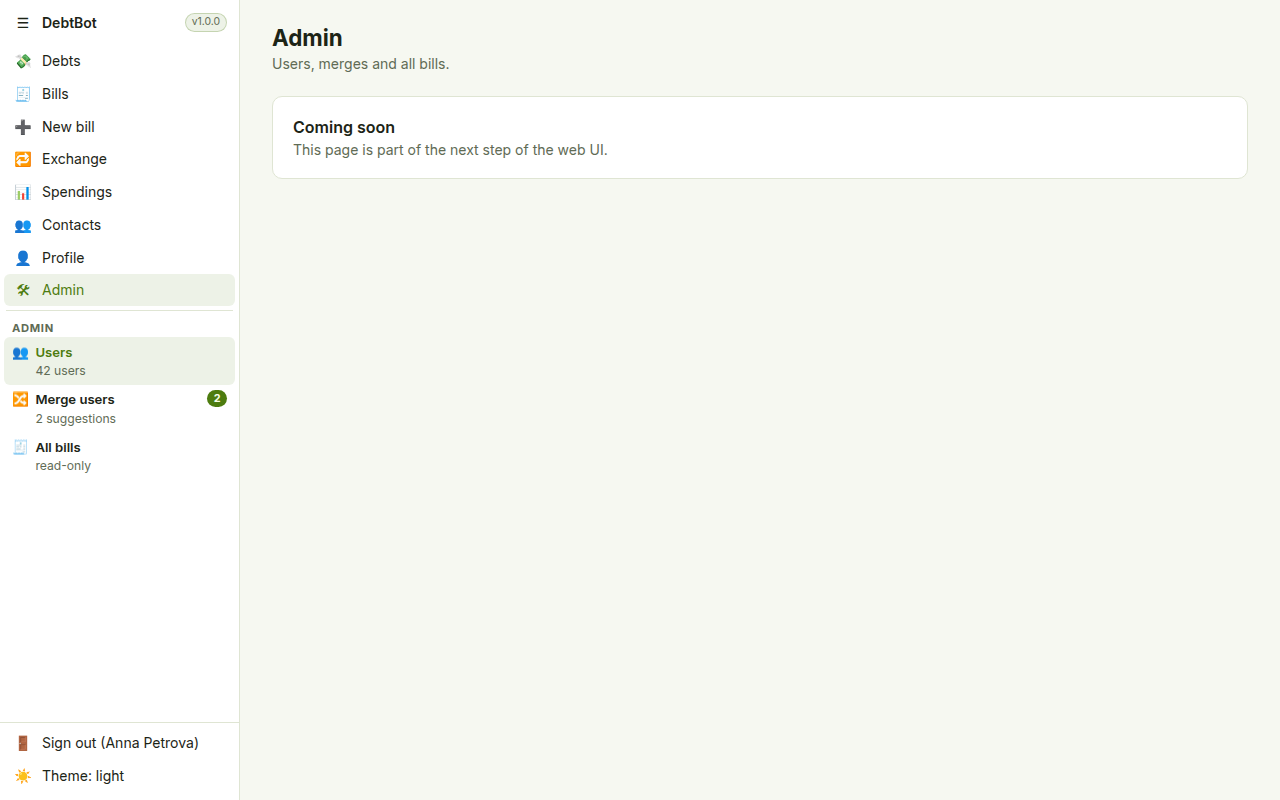 ☰ DebtBot v1.0.0
Debts
Bills
New bill
Exchange
Spendings
Contacts
Profile
Admin
ADMIN
Users
42 users
Merge users 2
2 suggestions
All bills
read-only
Sign out (Anna Petrova)
Theme: light
Admin
Users, merges and all bills.
Coming soon
This page is part of the next step of the web UI.